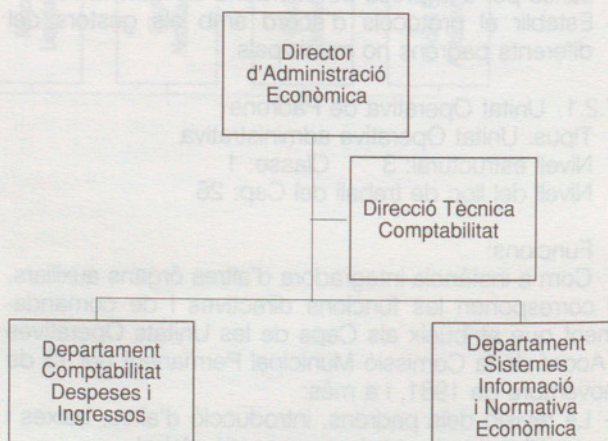 Director
d'Administració
Econòmica
Direcció Tècnica
Comptabilitat
Departament
Comptabilitat
Despeses i
Ingressos
Departament
Sistemes
Informació
i Normativa
Econòmica